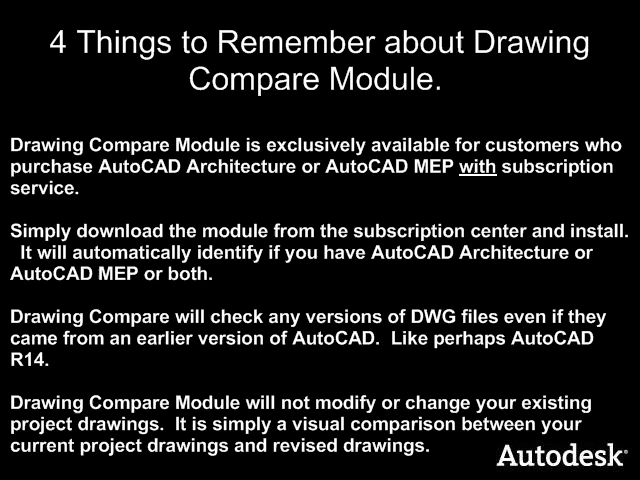 4 Things to Remember about Drawing
Compare Module.
Drawing Compare Module is exclusively available for customers who
purchase AutoCAD Architecture or AutoCAD MEP with subscription
service.
Simply download the module from the subscription center and install.
It will automatically identify if you have AutoCAD Architecture or
AutoCAD MEP or both.
Drawing Compare will check any versions of DWG files even if they
came from an earlier version of AutoCAD.  Like perhaps AutoCAD
R14.
Drawing Compare Module will not modify or change your existing
project drawings.  It is simply a visual comparison between your
current project drawings and revised drawings.
Autodesk®